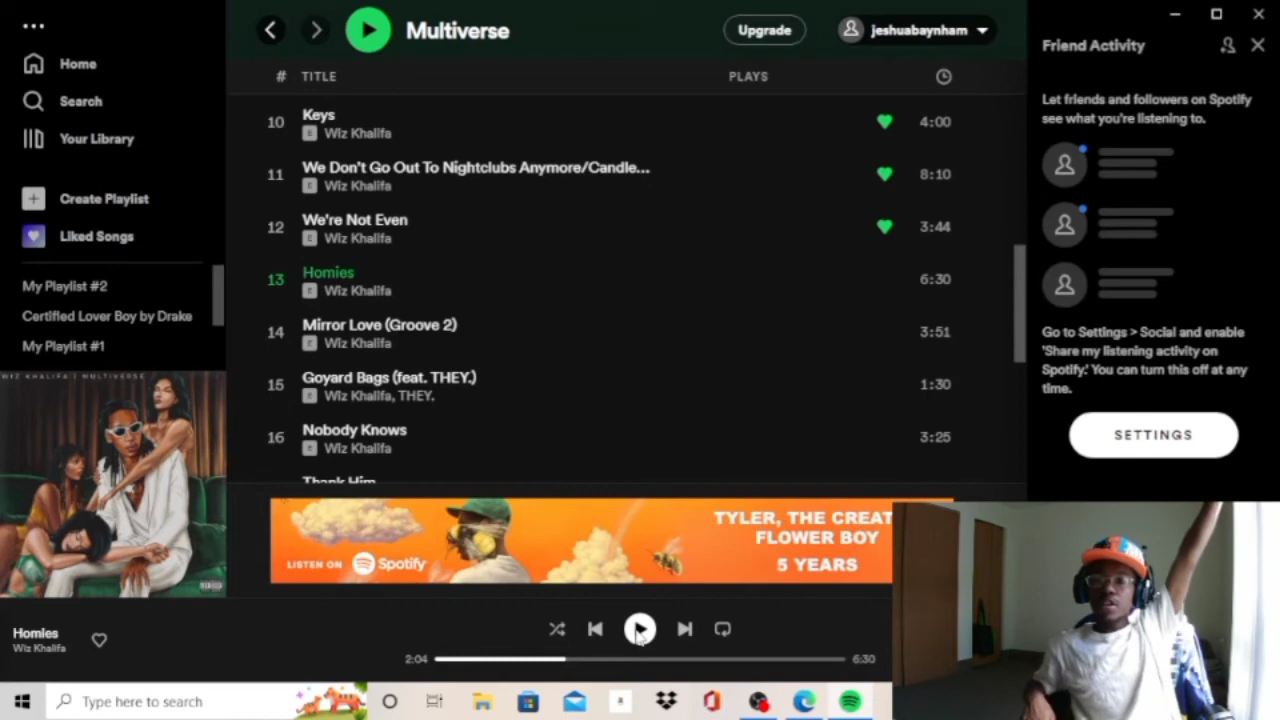 Home
Search
Your Library
Create Playlist
Liked Songs
My Playlist #2
Certified Lover Boy by Drake
My Playlist #1
WIZ KHALIFA | MULTIVERSE
Multiverse
Upgrade
jeshuabaynham
# TITLE PLAYS
10 Keys 4:00
E Wiz Khalifa
11 We Don't Go Out To Nightclubs Anymore/Candle... 8:10
E Wiz Khalifa
12 We're Not Even 3:44
E Wiz Khalifa
13 Homies 6:30
E Wiz Khalifa
14 Mirror Love (Groove 2) 3:51
E Wiz Khalifa
15 Goyard Bags (feat. THEY.) 1:30
E Wiz Khalifa, THEY.
16 Nobody Knows 3:25
E Wiz Khalifa
Thank Him
LISTEN ON Spotify
TYLER, THE CREAT
FLOWER BOY
5 YEARS
Friend Activity
Let friends and followers on Spotify
see what you're listening to.
Go to Settings > Social and enable
'Share my listening activity on
Spotify.' You can turn this off at any
time.
SETTINGS
Homies
Wiz Khalifa
2:04 6:30
Type here to search